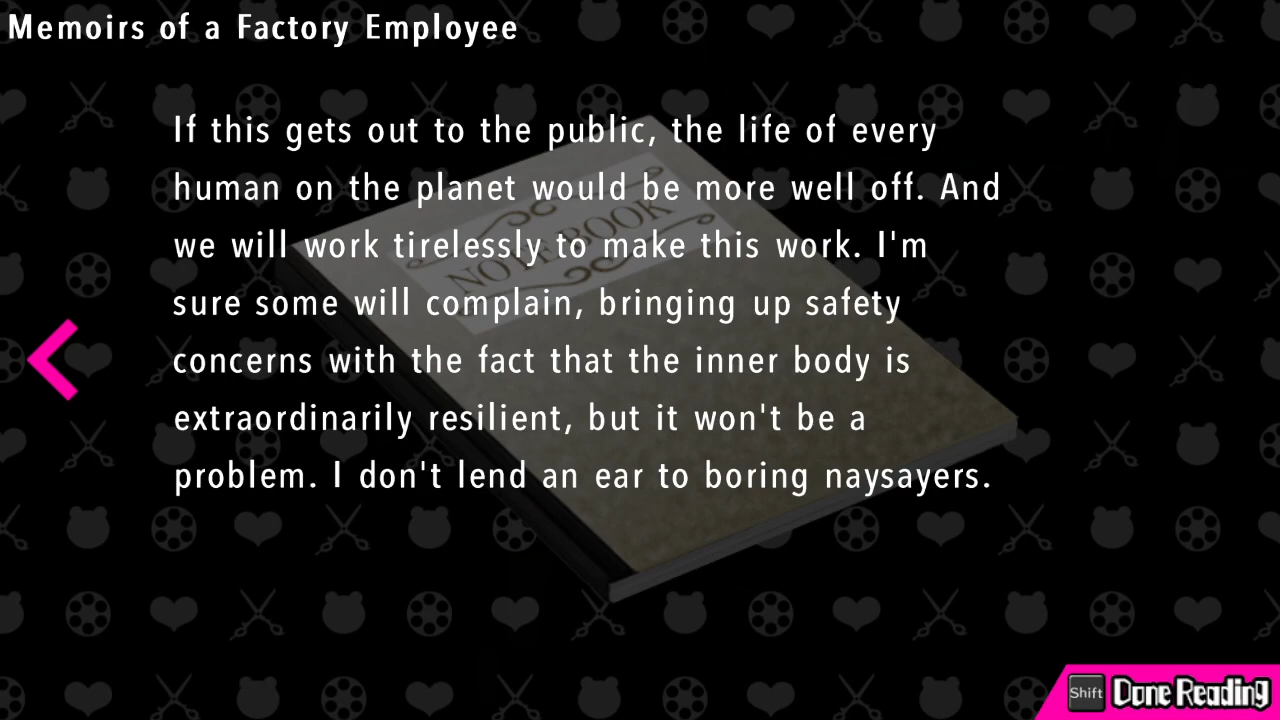 Memoirs of a Factory Employee
If this gets out to the public, the life of every
human on the planet would be more well off. And
we will work tirelessly to make this work. I'm
sure some will complain, bringing up safety
concerns with the fact that the inner body is
extraordinarily resilient, but it won't be a
problem. I don't lend an ear to boring naysayers.
NOTEBOOK
Shift Done Reading